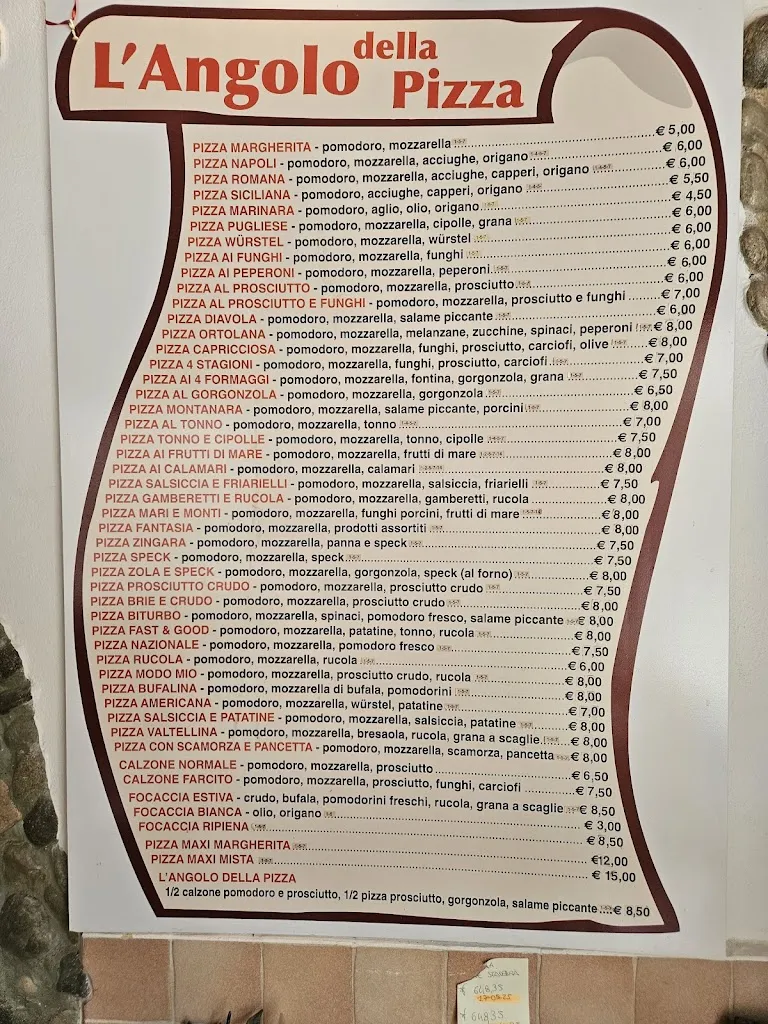 L'Angolo della Pizza
PIZZA MARGHERITA - pomodoro, mozzarella € 5,00
PIZZA NAPOLI - pomodoro, mozzarella, acciughe, origano € 6,00
PIZZA ROMANA - pomodoro, mozzarella, acciughe, capperi, origano € 6,00
PIZZA SICILIANA - pomodoro, acciughe, capperi, origano € 5,50
PIZZA MARINARA - pomodoro, aglio, olio, origano € 4,50
PIZZA PUGLIESE - pomodoro, mozzarella, cipolle, grana € 6,00
PIZZA WÜRSTEL - pomodoro, mozzarella, würstel € 6,00
PIZZA AI FUNGHI - pomodoro, mozzarella, funghi € 6,00
PIZZA AI PEPERONI - pomodoro, mozzarella, peperoni € 6,00
PIZZA AL PROSCIUTTO - pomodoro, mozzarella, prosciutto € 6,00
PIZZA AL PROSCIUTTO E FUNGHI - pomodoro, mozzarella, prosciutto e funghi € 7,00
PIZZA DIAVOLA - pomodoro, mozzarella, salame piccante € 6,00
PIZZA ORTOLANA - pomodoro, mozzarella, melanzane, zucchine, spinaci, peperoni € 8,00
PIZZA CAPRICCIOSA - pomodoro, mozzarella, funghi, prosciutto, carciofi, olive € 8,00
PIZZA 4 STAGIONI - pomodoro, mozzarella, funghi, prosciutto, carciofi € 7,00
PIZZA AI 4 FORMAGGI - pomodoro, mozzarella, fontina, gorgonzola, grana € 7,50
PIZZA AL GORGONZOLA - pomodoro, mozzarella, gorgonzola € 6,50
PIZZA MONTANARA - pomodoro, mozzarella, salame piccante, porcini € 8,00
PIZZA AL TONNO - pomodoro, mozzarella, tonno € 7,00
PIZZA TONNO E CIPOLLE - pomodoro, mozzarella, tonno, cipolle € 7,50
PIZZA AI FRUTTI DI MARE - pomodoro, mozzarella, frutti di mare € 8,00
PIZZA AI CALAMARI - pomodoro, mozzarella, calamari € 8,00
PIZZA SALSICCIA E FRIARIELLI - pomodoro, mozzarella, salsiccia, friarielli € 7,50
PIZZA GAMBERETTI E RUCOLA - pomodoro, mozzarella, gamberetti, rucola € 8,00
PIZZA MARI E MONTI - pomodoro, mozzarella, funghi porcini, frutti di mare € 8,00
PIZZA FANTASIA - pomodoro, mozzarella, prodotti assortiti € 8,00
PIZZA ZINGARA - pomodoro, mozzarella, panna e speck € 7,50
PIZZA SPECK - pomodoro, mozzarella, speck € 7,50
PIZZA ZOLA E SPECK - pomodoro, mozzarella, gorgonzola, speck (al forno) € 8,00
PIZZA PROSCIUTTO CRUDO - pomodoro, mozzarella, prosciutto crudo € 7,50
PIZZA BRIE E CRUDO - pomodoro, mozzarella, prosciutto crudo € 8,00
PIZZA BITURBO - pomodoro, mozzarella, spinaci, pomodoro fresco, salame piccante € 8,00
PIZZA FAST & GOOD - pomodoro, mozzarella, patatine, tonno, rucola € 8,00
PIZZA NAZIONALE - pomodoro, mozzarella, pomodoro fresco € 7,50
PIZZA RUCOLA - pomodoro, mozzarella, rucola € 6,00
PIZZA MODO MIO - pomodoro, mozzarella, prosciutto crudo, rucola € 8,00
PIZZA BUFALINA - pomodoro, mozzarella di bufala, pomodorini € 8,00
PIZZA AMERICANA - pomodoro, mozzarella, würstel, patatine € 7,00
PIZZA SALSICCIA E PATATINE - pomodoro, mozzarella, salsiccia, patatine € 8,00
PIZZA VALTELLINA - pomodoro, mozzarella, bresaola, rucola, grana a scaglie € 8,00
PIZZA CON SCAMORZA E PANCETTA - pomodoro, mozzarella, scamorza, pancetta € 8,00
CALZONE NORMALE - pomodoro, mozzarella, prosciutto € 6,50
CALZONE FARCITO - pomodoro, mozzarella, prosciutto, funghi, carciofi € 7,50
FOCACCIA ESTIVA - crudo, bufala, pomodorini freschi, rucola, grana a scaglie € 8,50
FOCACCIA BIANCA - olio, origano € 3,00
FOCACCIA RIPIENA € 8,50
PIZZA MAXI MARGHERITA €12,00
PIZZA MAXI MISTA € 15,00
L'ANGOLO DELLA PIZZA
1/2 calzone pomodoro e prosciutto, 1/2 pizza prosciutto, gorgonzola, salame piccante € 8,50